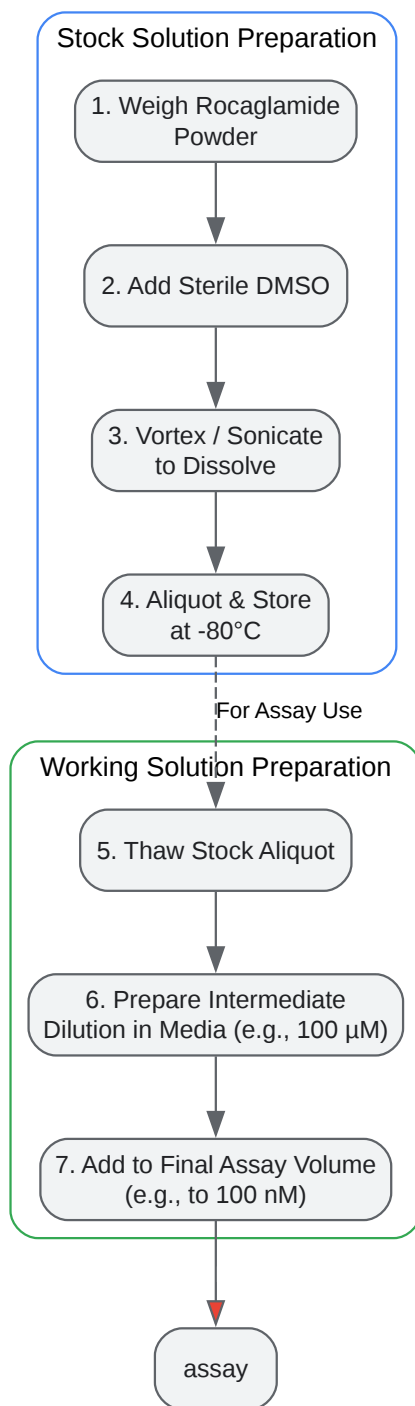 Stock Solution Preparation
1. Weigh Rocaglamide
Powder
2. Add Sterile DMSO
3. Vortex / Sonicate
to Dissolve
4. Aliquot & Store
at -80°C
For Assay Use
Working Solution Preparation
5. Thaw Stock Aliquot
6. Prepare Intermediate
Dilution in Media (e.g., 100 µM)
7. Add to Final Assay Volume
(e.g., to 100 nM)
assay